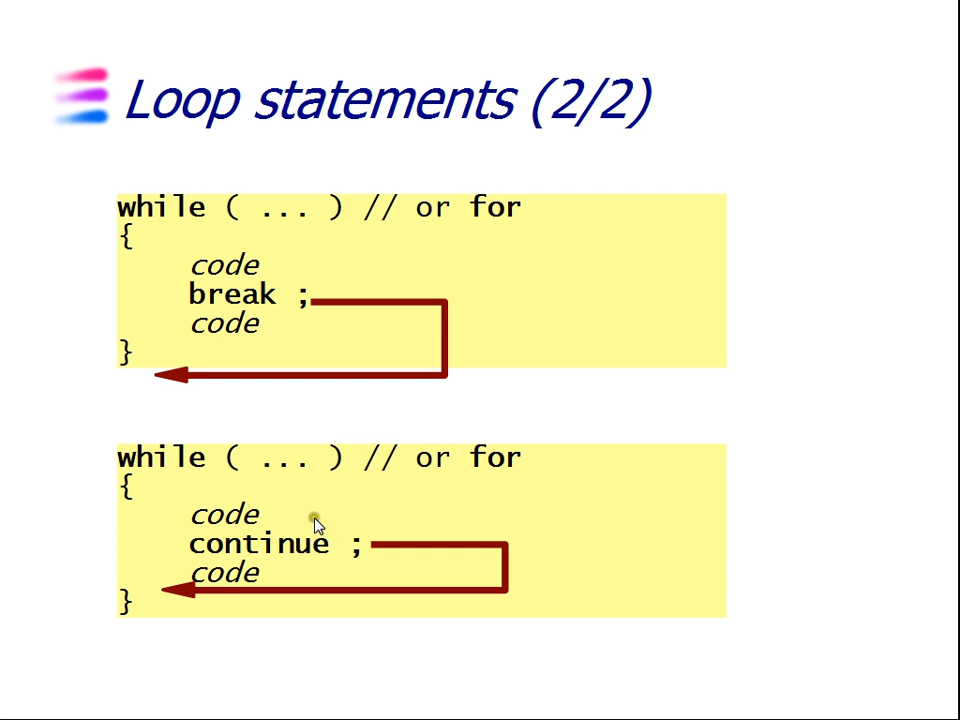 Loop statements (2/2)
while ( ... ) // or for
{
code
break ;
code
}
while ( ... ) // or for
{
code
continue ;
code
}